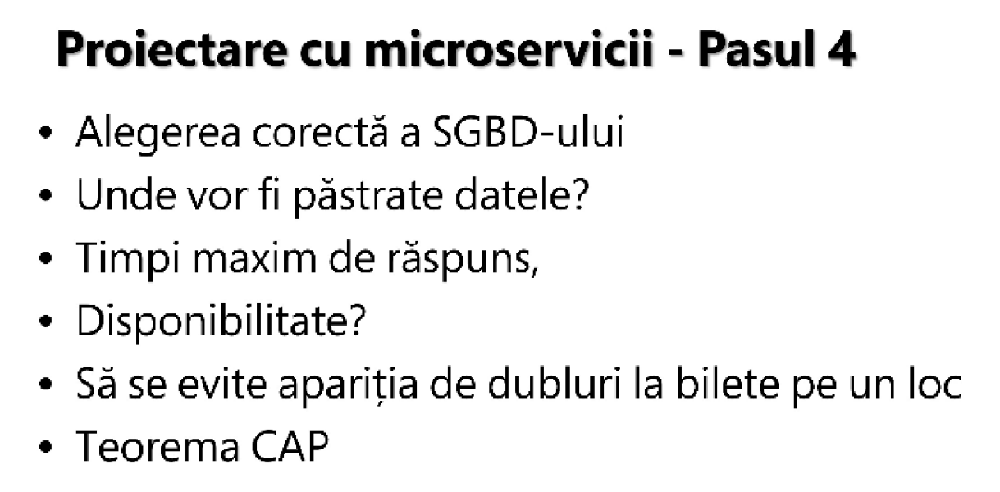 Proiectare cu microservicii - Pasul 4
• Alegerea corectă a SGBD-ului
• Unde vor fi păstrate datele?
• Timpi maxim de răspuns,
• Disponibilitate?
• Să se evite apariția de dubluri la bilete pe un loc
• Teorema CAP